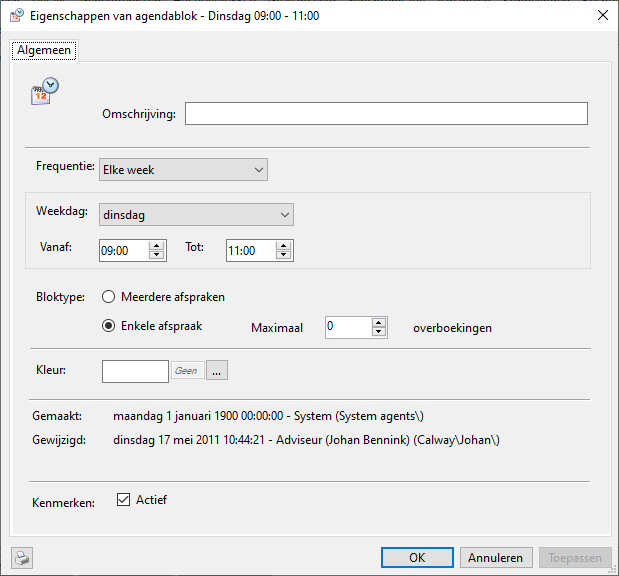 Eigenschappen van agendablok - Dinsdag 09:00 - 11:00
Algemeen
12
Omschrijving:
Frequentie: Elke week
Weekdag: dinsdag
Vanaf: 09:00 Tot: 11:00
Bloktype: Meerdere afspraken
Enkele afspraak Maximaal 0 overboekingen
Kleur: Geen ...
Gemaakt: maandag 1 januari 1900 00:00:00 - System (System agents\)
Gewijzigd: dinsdag 17 mei 2011 10:44:21 - Adviseur (Johan Bennink) (Calway\Johan\)
Kenmerken: Actief
OK Annuleren Toepassen